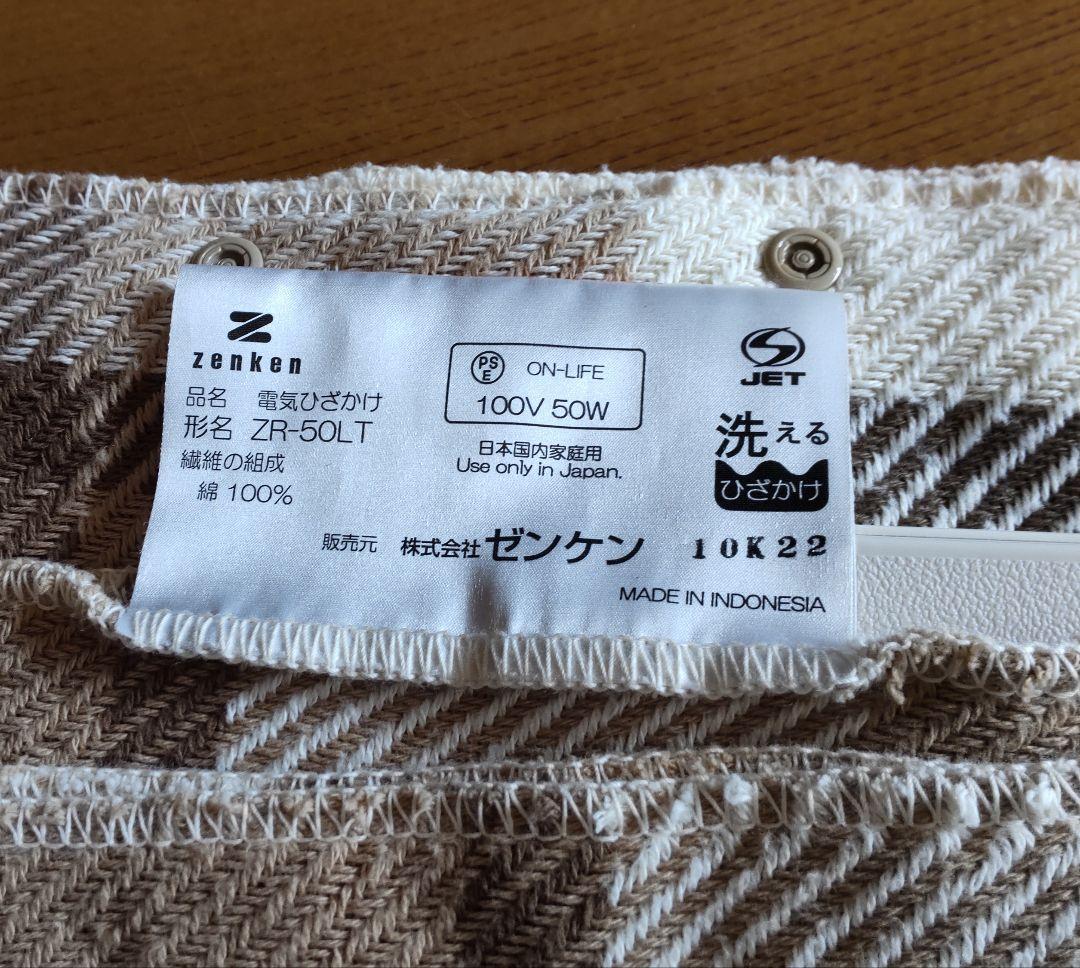 zenken
品名 電気ひざかけ
形名 ZR-50LT
繊維の組成
綿 100%
PSE ON-LIFE
100V 50W
日本国内家庭用
Use only in Japan.
S JET
洗える
ひざかけ
販売元 株式会社ゼンケン 10K22
MADE IN INDONESIA